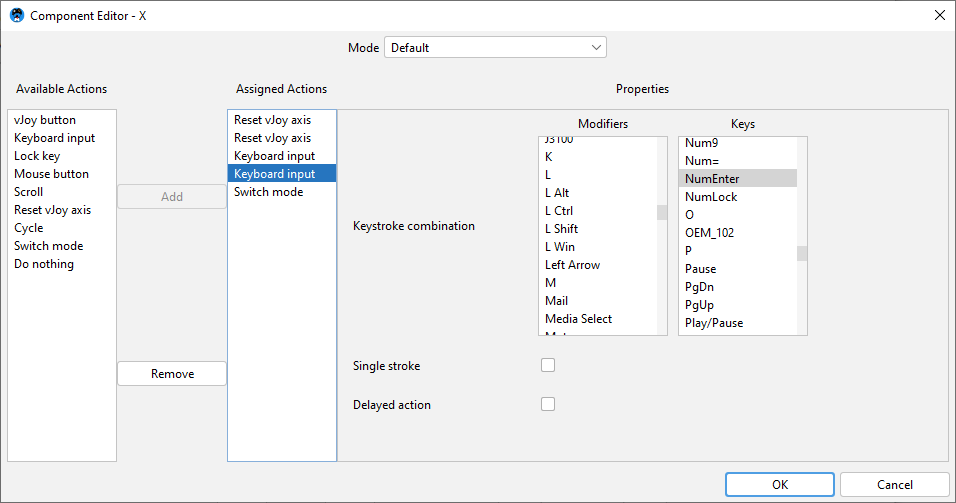 Component Editor - X
Mode Default
Available Actions
vJoy button
Keyboard input
Lock key
Mouse button
Scroll
Reset vJoy axis
Cycle
Switch mode
Do nothing
Add
Remove
Assigned Actions
Reset vJoy axis
Reset vJoy axis
Keyboard input
Keyboard input
Switch mode
Properties
Keystroke combination
Modifiers
J3100
K
L
L Alt
L Ctrl
L Shift
L Win
Left Arrow
M
Mail
Media Select
Keys
Num9
Num=
NumEnter
NumLock
O
OEM_102
P
Pause
PgDn
PgUp
Play/Pause
Single stroke
Delayed action
OK
Cancel